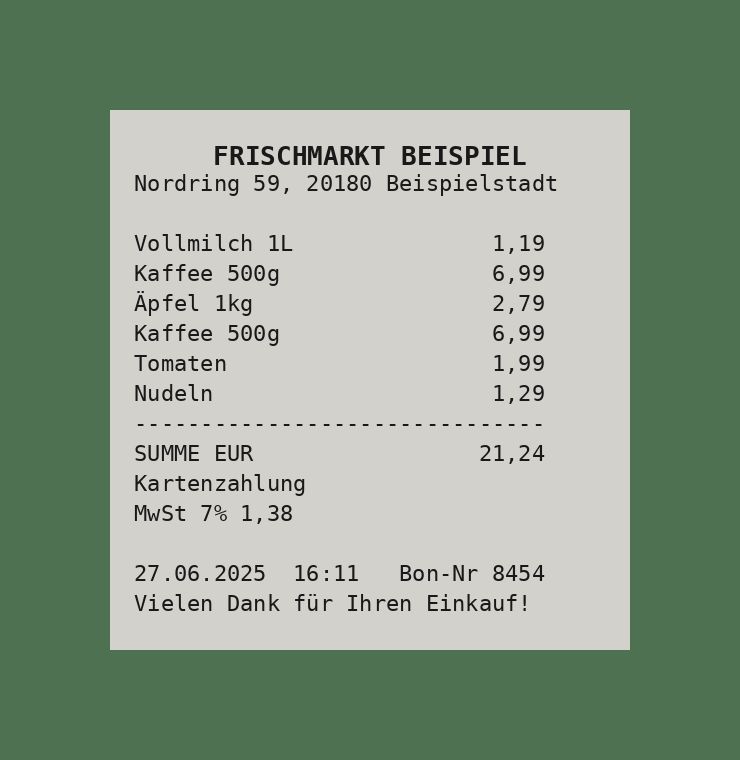 FRISCHMARKT BEISPIEL
Nordring 59, 20180 Beispielstadt
Vollmilch 1L 1,19
Kaffee 500g 6,99
Äpfel 1kg 2,79
Kaffee 500g 6,99
Tomaten 1,99
Nudeln 1,29
-------------------------------
SUMME EUR 21,24
Kartenzahlung
MwSt 7% 1,38
27.06.2025 16:11 Bon-Nr 8454
Vielen Dank für Ihren Einkauf!